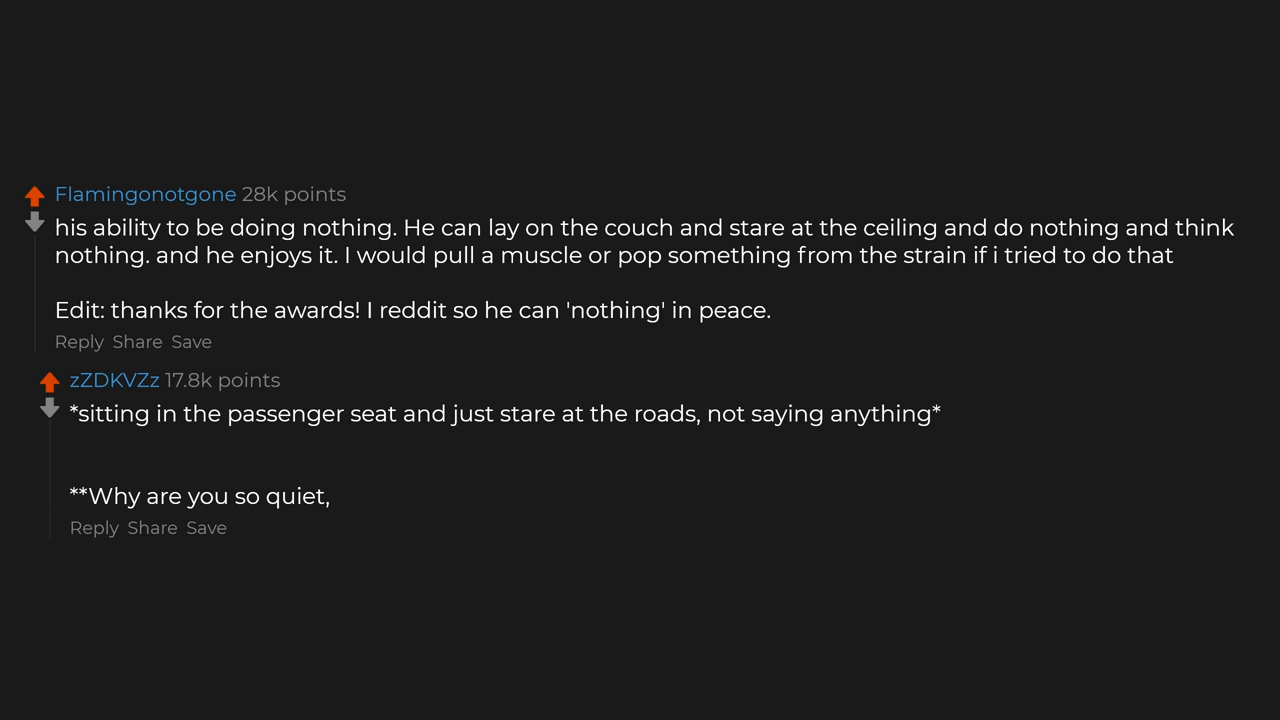 Flamingonotgone 28k points
his ability to be doing nothing. He can lay on the couch and stare at the ceiling and do nothing and think
nothing. and he enjoys it. I would pull a muscle or pop something from the strain if i tried to do that
Edit: thanks for the awards! I reddit so he can 'nothing' in peace.
Reply Share Save
zZDKVZz 17.8k points
*sitting in the passenger seat and just stare at the roads, not saying anything*
**Why are you so quiet,
Reply Share Save